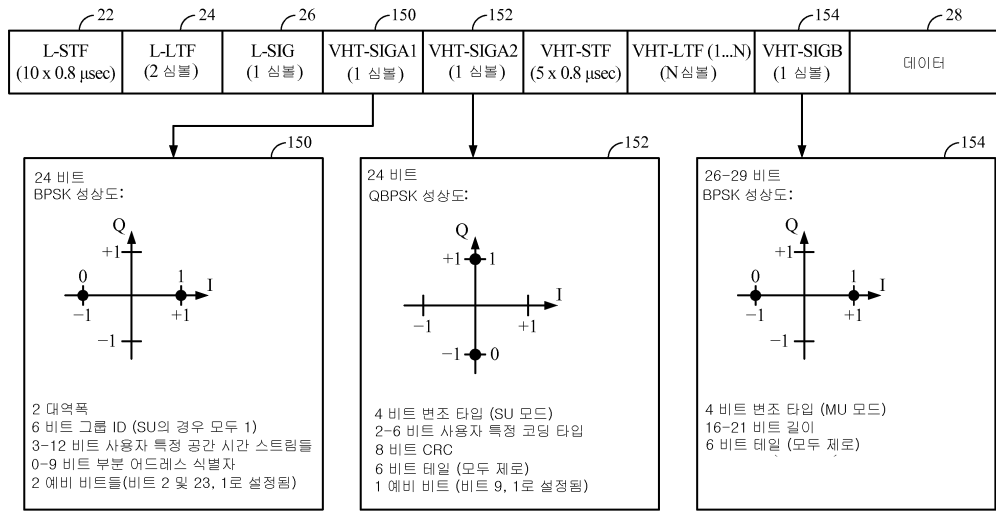 22
24
26
150
152
154
28
L-STF
(10 x 0.8 μsec)
L-LTF
(2 심볼)
L-SIG
(1 심볼)
VHT-SIGA1
(1 심볼)
VHT-SIGA2
(1 심볼)
VHT-STF
(5 x 0.8 μsec)
VHT-LTF (1...N)
(N 심볼)
VHT-SIGB
(1 심볼)
데이터
150
24 비트
BPSK 성상도:
Q
+1
0
1
I
−1
+1
−1
2 대역폭
6 비트 그룹 ID (SU의 경우 모두 1)
3-12 비트 사용자 특정 공간 시간 스트림들
0-9 비트 부분 어드레스 식별자
2 예비 비트들(비트 2 및 23, 1로 설정됨)
152
24 비트
QBPSK 성상도:
Q
+1
1
I
−1
+1
−1
0
4 비트 변조 타입 (SU 모드)
2-6 비트 사용자 특정 코딩 타입
8 비트 CRC
6 비트 테일 (모두 제로)
1 예비 비트 (비트 9, 1로 설정됨)
154
26-29 비트
BPSK 성상도:
Q
+1
0
1
I
−1
+1
−1
4 비트 변조 타입 (MU 모드)
16-21 비트 길이
6 비트 테일 (모두 제로)